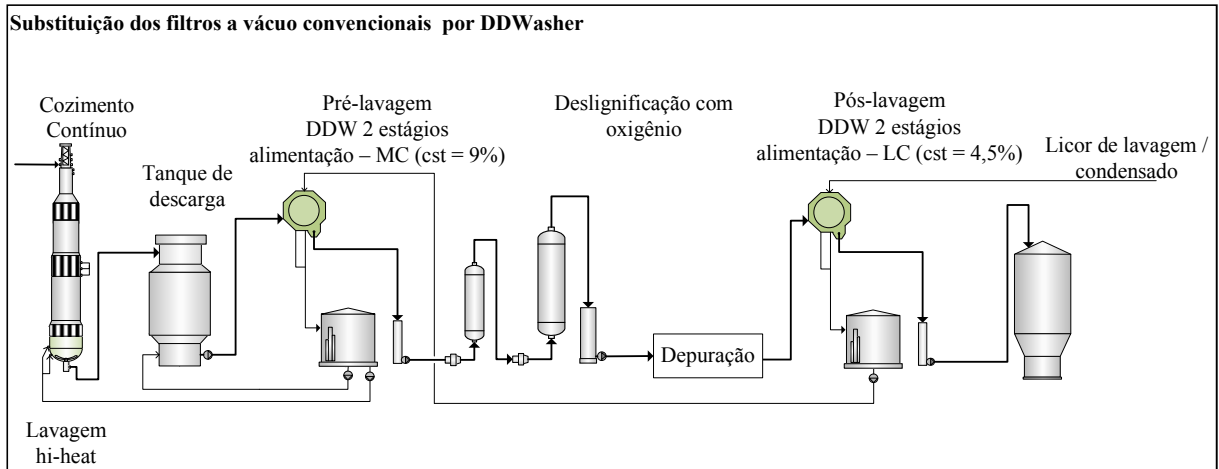 Substituição dos filtros a vácuo convencionais por DDWasher
Cozimento
Contínuo
Tanque de
descarga
Pré-lavagem
DDW 2 estágios
alimentação – MC (cst = 9%)
Deslignificação com
oxigênio
Pós-lavagem
DDW 2 estágios
alimentação – LC (cst = 4,5%)
Licor de lavagem /
condensado
Depuração
Lavagem
hi-heat